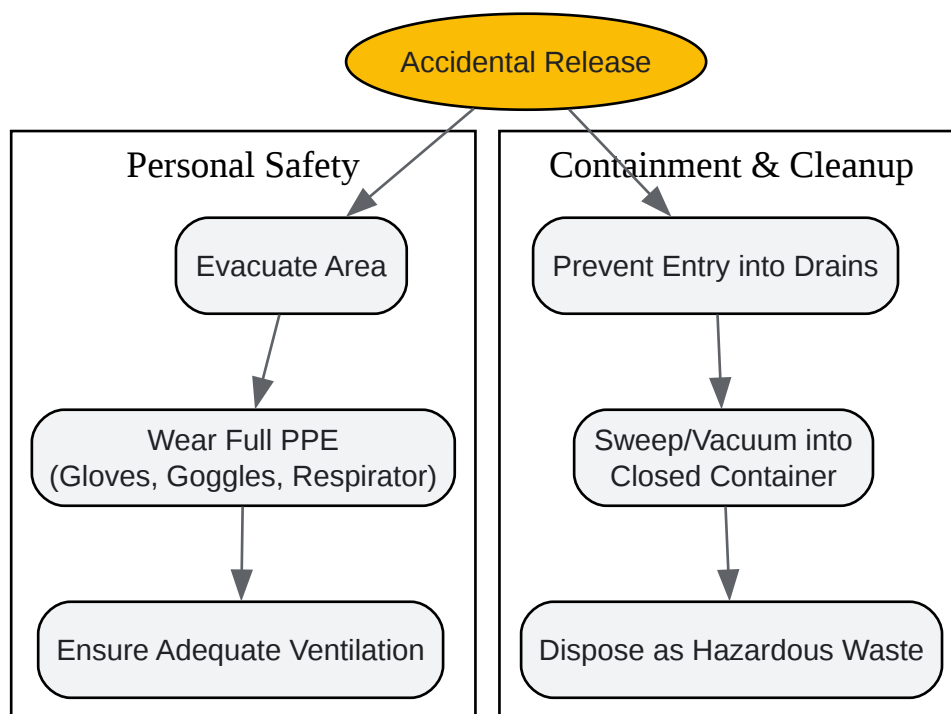 Accidental Release
Personal Safety
Evacuate Area
Wear Full PPE
(Gloves, Goggles, Respirator)
Ensure Adequate Ventilation
Containment & Cleanup
Prevent Entry into Drains
Sweep/Vacuum into
Closed Container
Dispose as Hazardous Waste